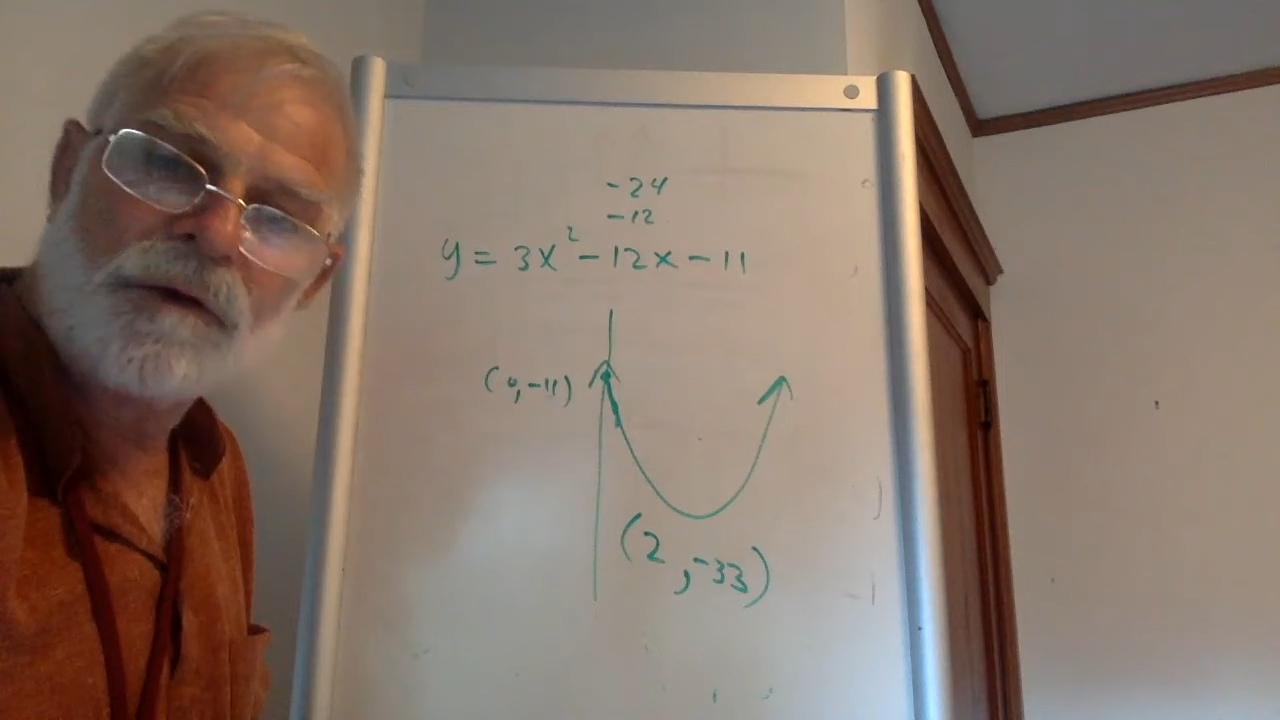 -24
-12
y = 3x² - 12x - 11
(0, -11)
(2, -33)